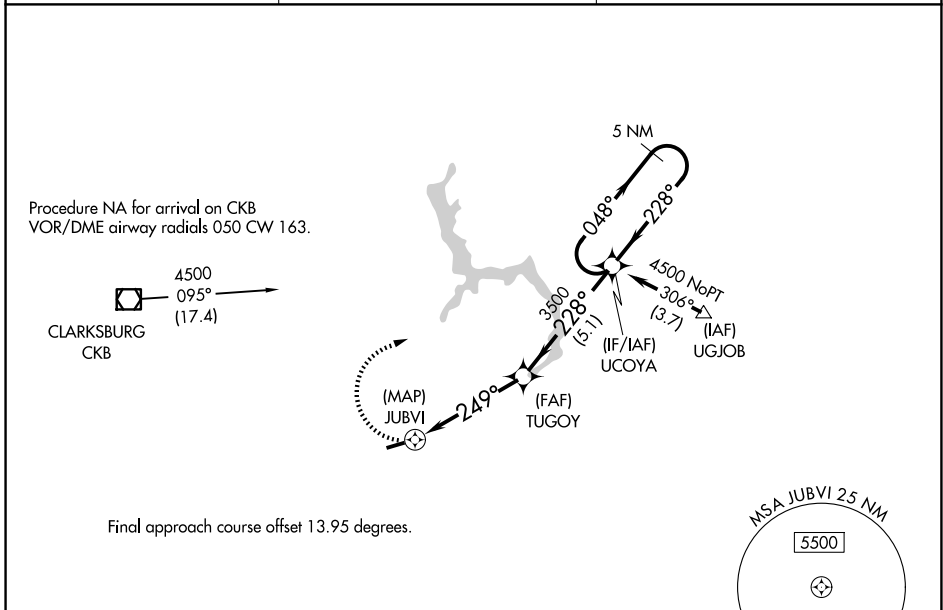 5 NM
Procedure NA for arrival on CKB
VOR/DME airway radials 050 CW 163.
4500
095°
(17.4)
CLARKSBURG
CKB
048°
228°
4500 NoPT
306°
(3.7)
(IAF)
UGJOB
3500
228°
(5.1)
(IF/IAF)
UCOYA
(MAP)
JUBVI
249°
(FAF)
TUGOY
Final approach course offset 13.95 degrees.
MSA JUBVI 25 NM
5500